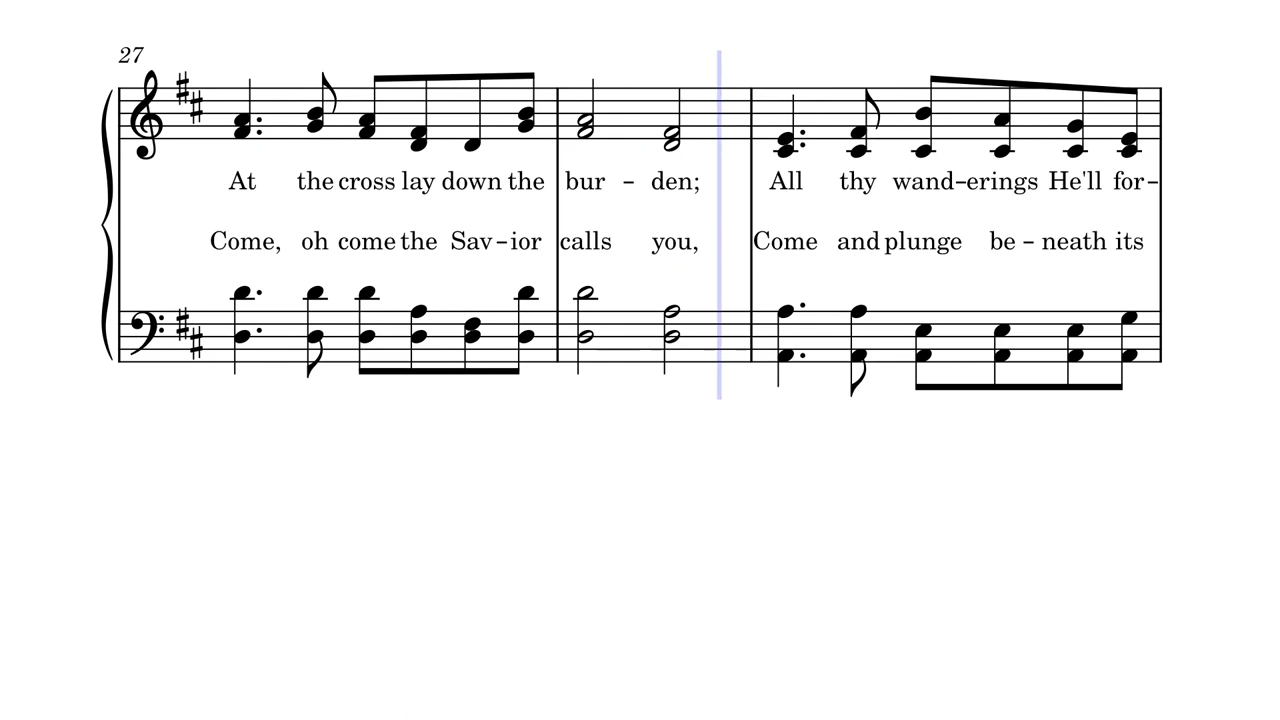 27
At the cross lay down the bur – den; All thy wand–erings He'll for–
Come, oh come the Sav–ior calls you, Come and plunge be – neath its